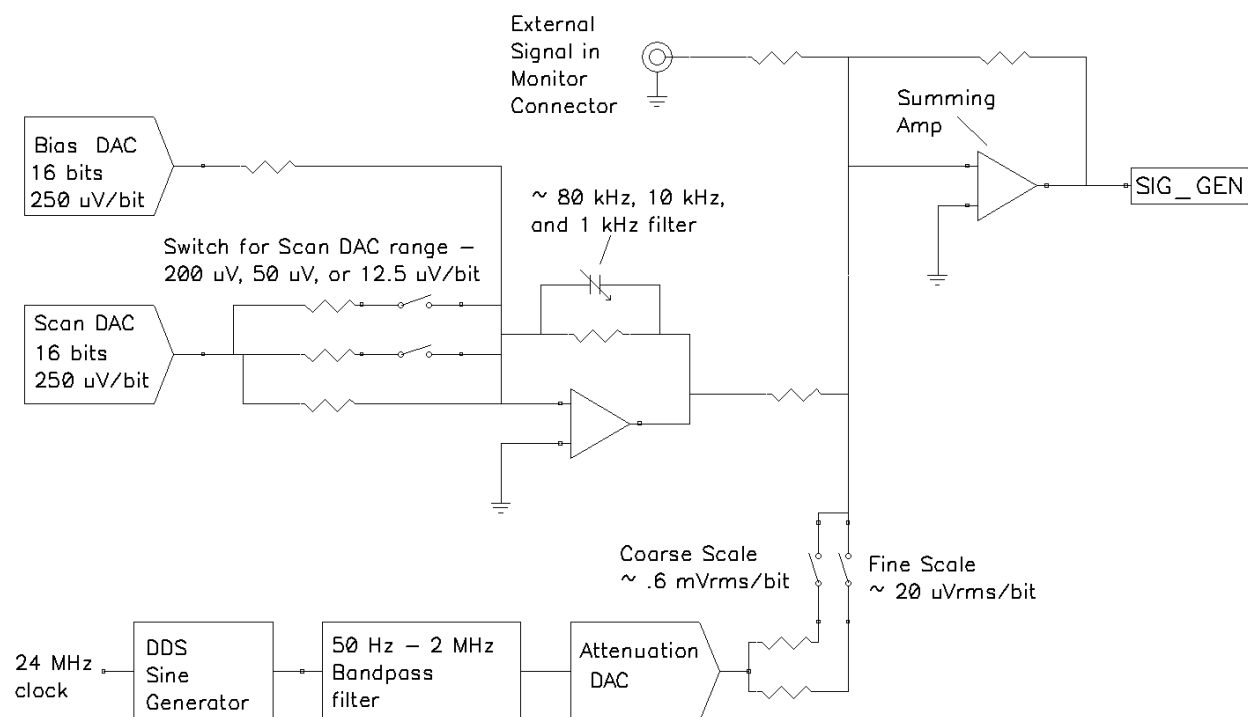 External
Signal in
Monitor
Connector
Summing
Amp
Bias DAC
16 bits
250 uV/bit
SIG_GEN
~ 80 kHz, 10 kHz,
and 1 kHz filter
Switch for Scan DAC range –
200 uV, 50 uV, or 12.5 uV/bit
Scan DAC
16 bits
250 uV/bit
Coarse Scale
~ .6 mVrms/bit
Fine Scale
~ 20 uVrms/bit
24 MHz
clock
DDS
Sine
Generator
50 Hz – 2 MHz
Bandpass
filter
Attenuation
DAC